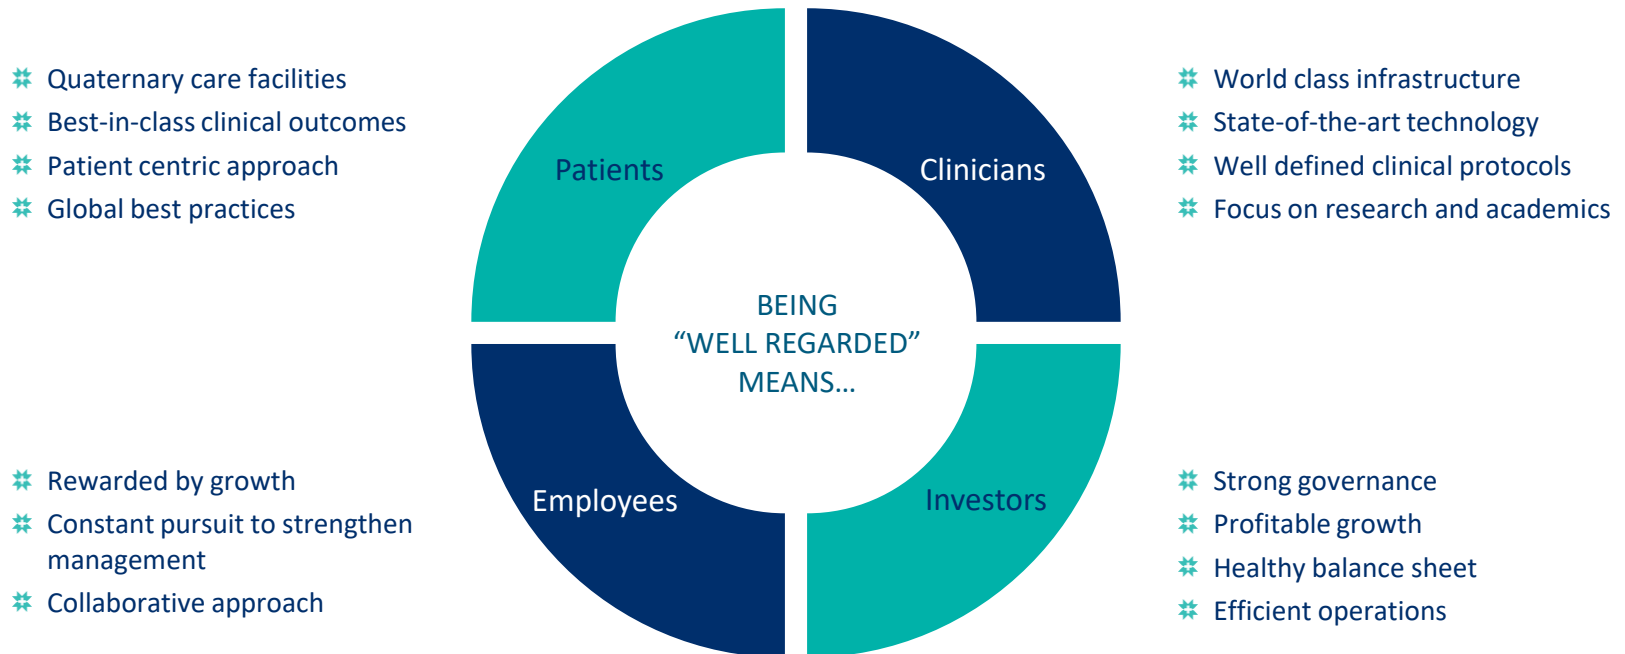 Quaternary care facilities
Best-in-class clinical outcomes
Patient centric approach
Global best practices
Patients
Clinicians
World class infrastructure
State-of-the-art technology
Well defined clinical protocols
Focus on research and academics
BEING
“WELL REGARDED”
MEANS…
Rewarded by growth
Constant pursuit to strengthen
management
Collaborative approach
Employees
Investors
Strong governance
Profitable growth
Healthy balance sheet
Efficient operations